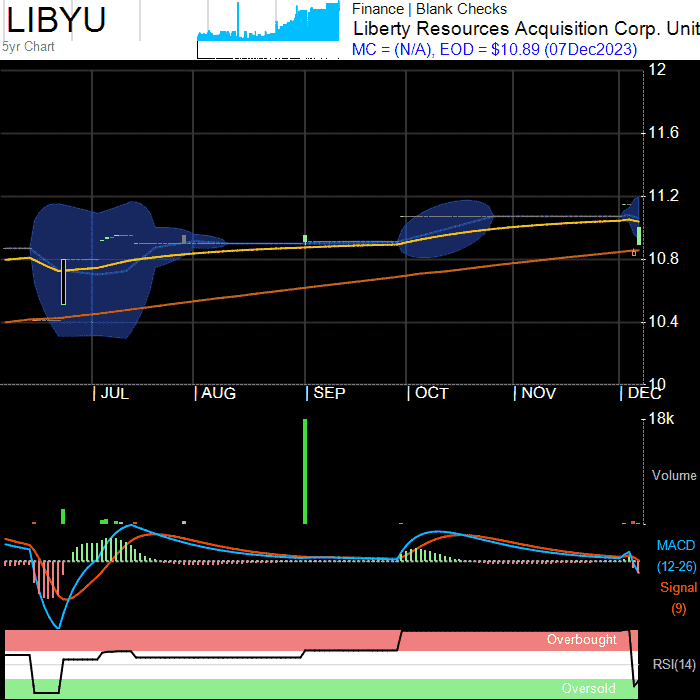 LIBYU
5yr Chart
Finance | Blank Checks
Liberty Resources Acquisition Corp. Unit
MC = (N/A), EOD = $10.89 (07Dec2023)
12
11.6
11.2
10.8
10.4
10
JUL AUG SEP OCT NOV DEC
18k
Volume
MACD
(12-26)
Signal
(9)
Overbought
RSI(14)
Oversold